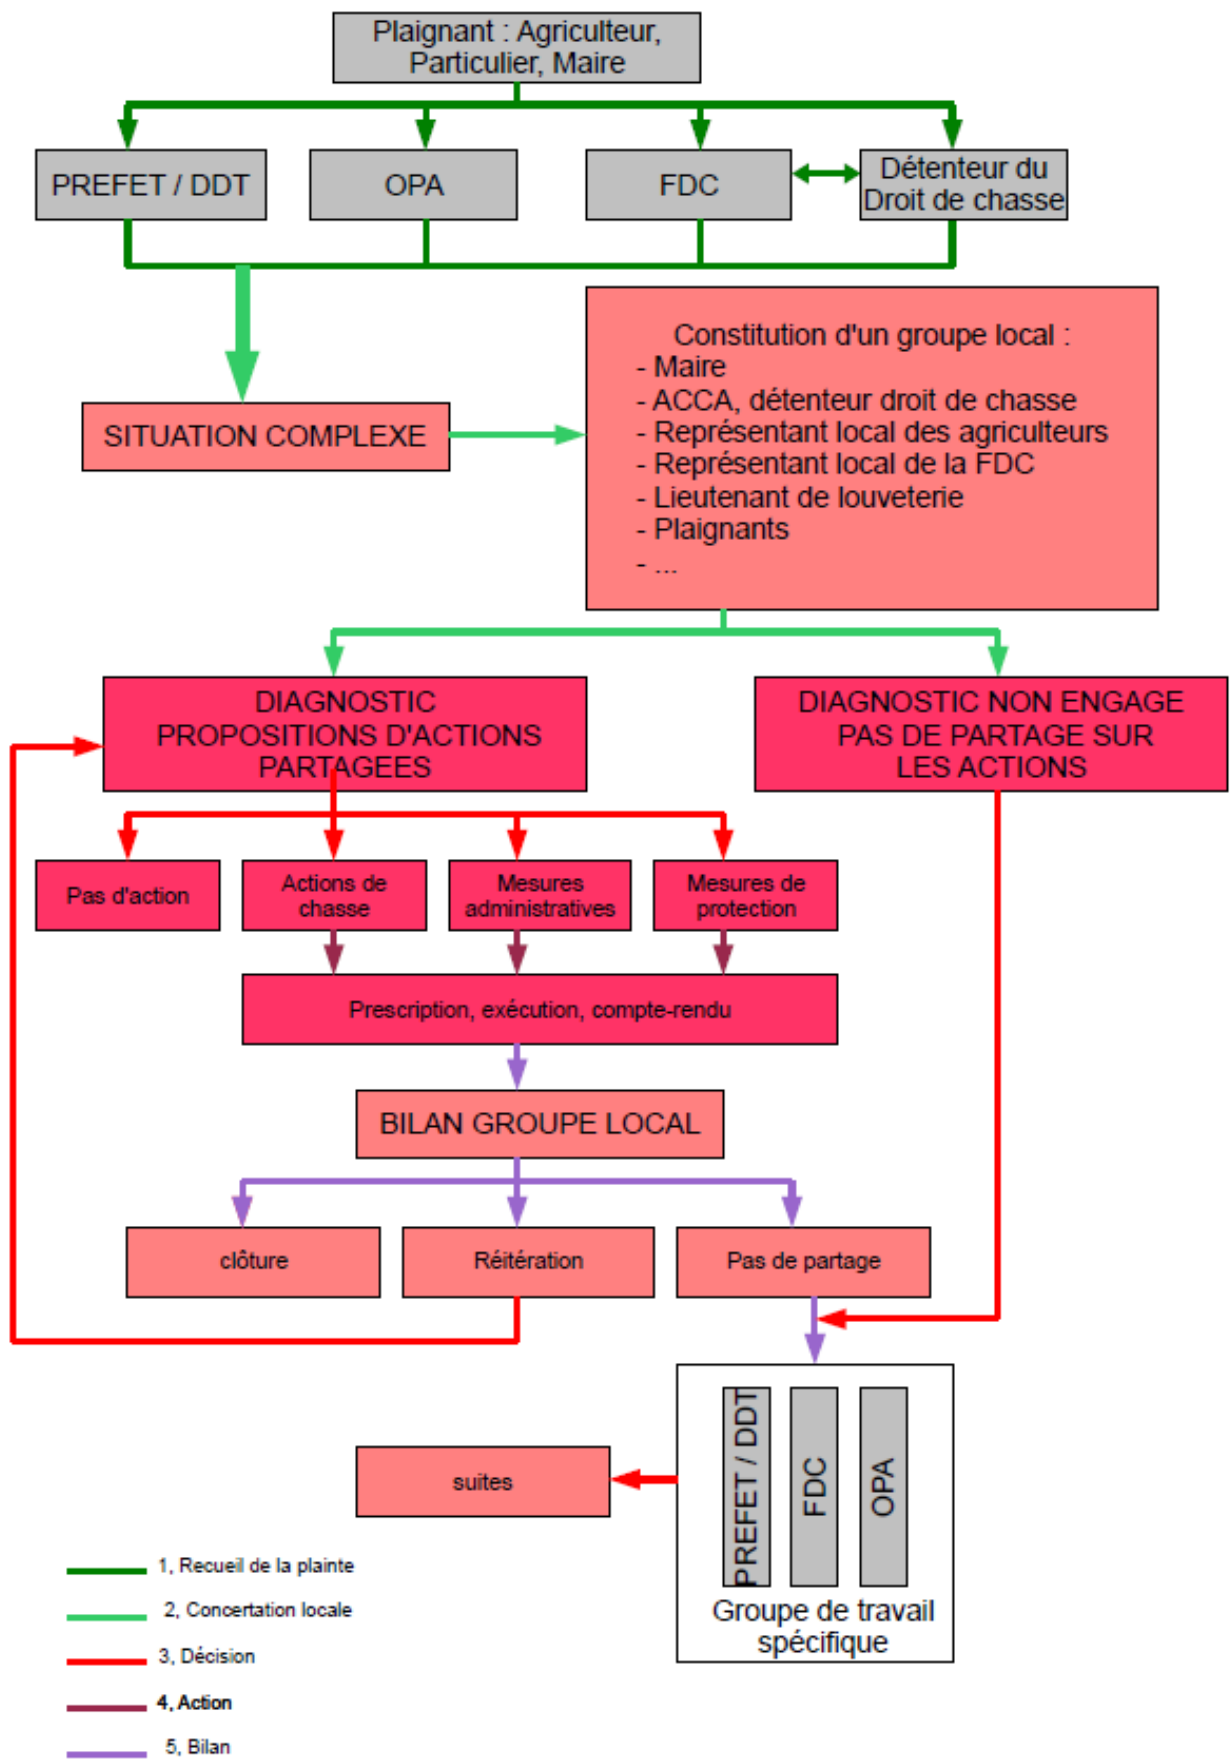 Plaignant : Agriculteur,
Particulier, Maire
PREFET / DDT
OPA
FDC
Détenteur du
Droit de chasse
SITUATION COMPLEXE
Constitution d'un groupe local :
- Maire
- ACCA, détenteur droit de chasse
- Représentant local des agriculteurs
- Représentant local de la FDC
- Lieutenant de louveterie
- Plaignants
- ...
DIAGNOSTIC
PROPOSITIONS D'ACTIONS
PARTAGEES
DIAGNOSTIC NON ENGAGE
PAS DE PARTAGE SUR
LES ACTIONS
Pas d'action
Actions de
chasse
Mesures
administratives
Mesures de
protection
Prescription, exécution, compte-rendu
BILAN GROUPE LOCAL
clôture
Réitération
Pas de partage
suites
PREFET / DDT
FDC
OPA
Groupe de travail
spécifique
1, Recueil de la plainte
2, Concertation locale
3, Décision
4, Action
5, Bilan